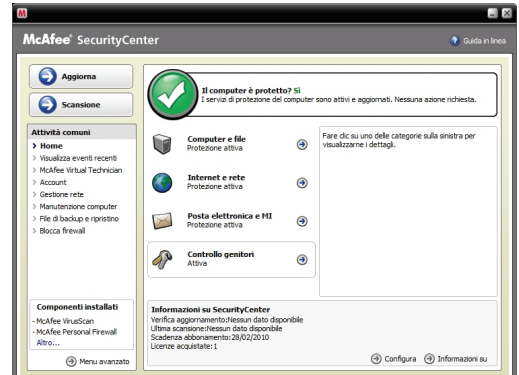 McAfee® SecurityCenter
Guida in linea
Aggiorna
Scansione
Attività comuni
Home
Visualizza eventi recenti
McAfee Virtual Technician
Account
Gestione rete
Manutenzione computer
File di backup e ripristino
Blocca firewall
Componenti installati
- McAfee VirusScan
- McAfee Personal Firewall
Altro...
Menu avanzato
Il computer è protetto? Sì
I servizi di protezione del computer sono attivi e aggiornati. Nessuna azione richiesta.
Computer e file
Protezione attiva
Internet e rete
Protezione attiva
Posta elettronica e MI
Protezione attiva
Controllo genitori
Attiva
Fare clic su uno delle categorie sulla sinistra per
visualizzarne i dettagli.
Informazioni su SecurityCenter
Verifica aggiornamento:Nessun dato disponibile
Ultima scansione:Nessun dato disponibile
Scadenza abbonamento:28/02/2010
Licenze acquistate:1
Configura
Informazioni su